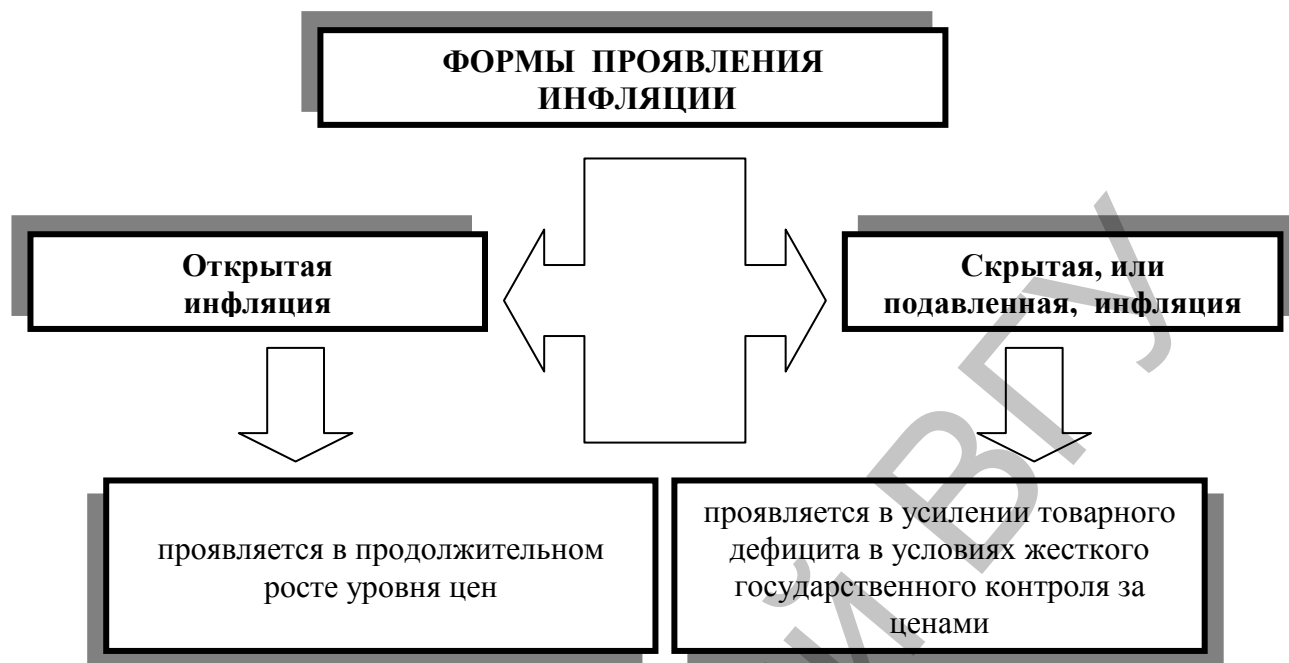 ФОРМЫ ПРОЯВЛЕНИЯ
ИНФЛЯЦИИ
Открытая
инфляция
Скрытая, или
подавленная, инфляция
проявляется в продолжительном
росте уровня цен
проявляется в усилении товарного
дефицита в условиях жесткого
государственного контроля за
ценами
ВГУ